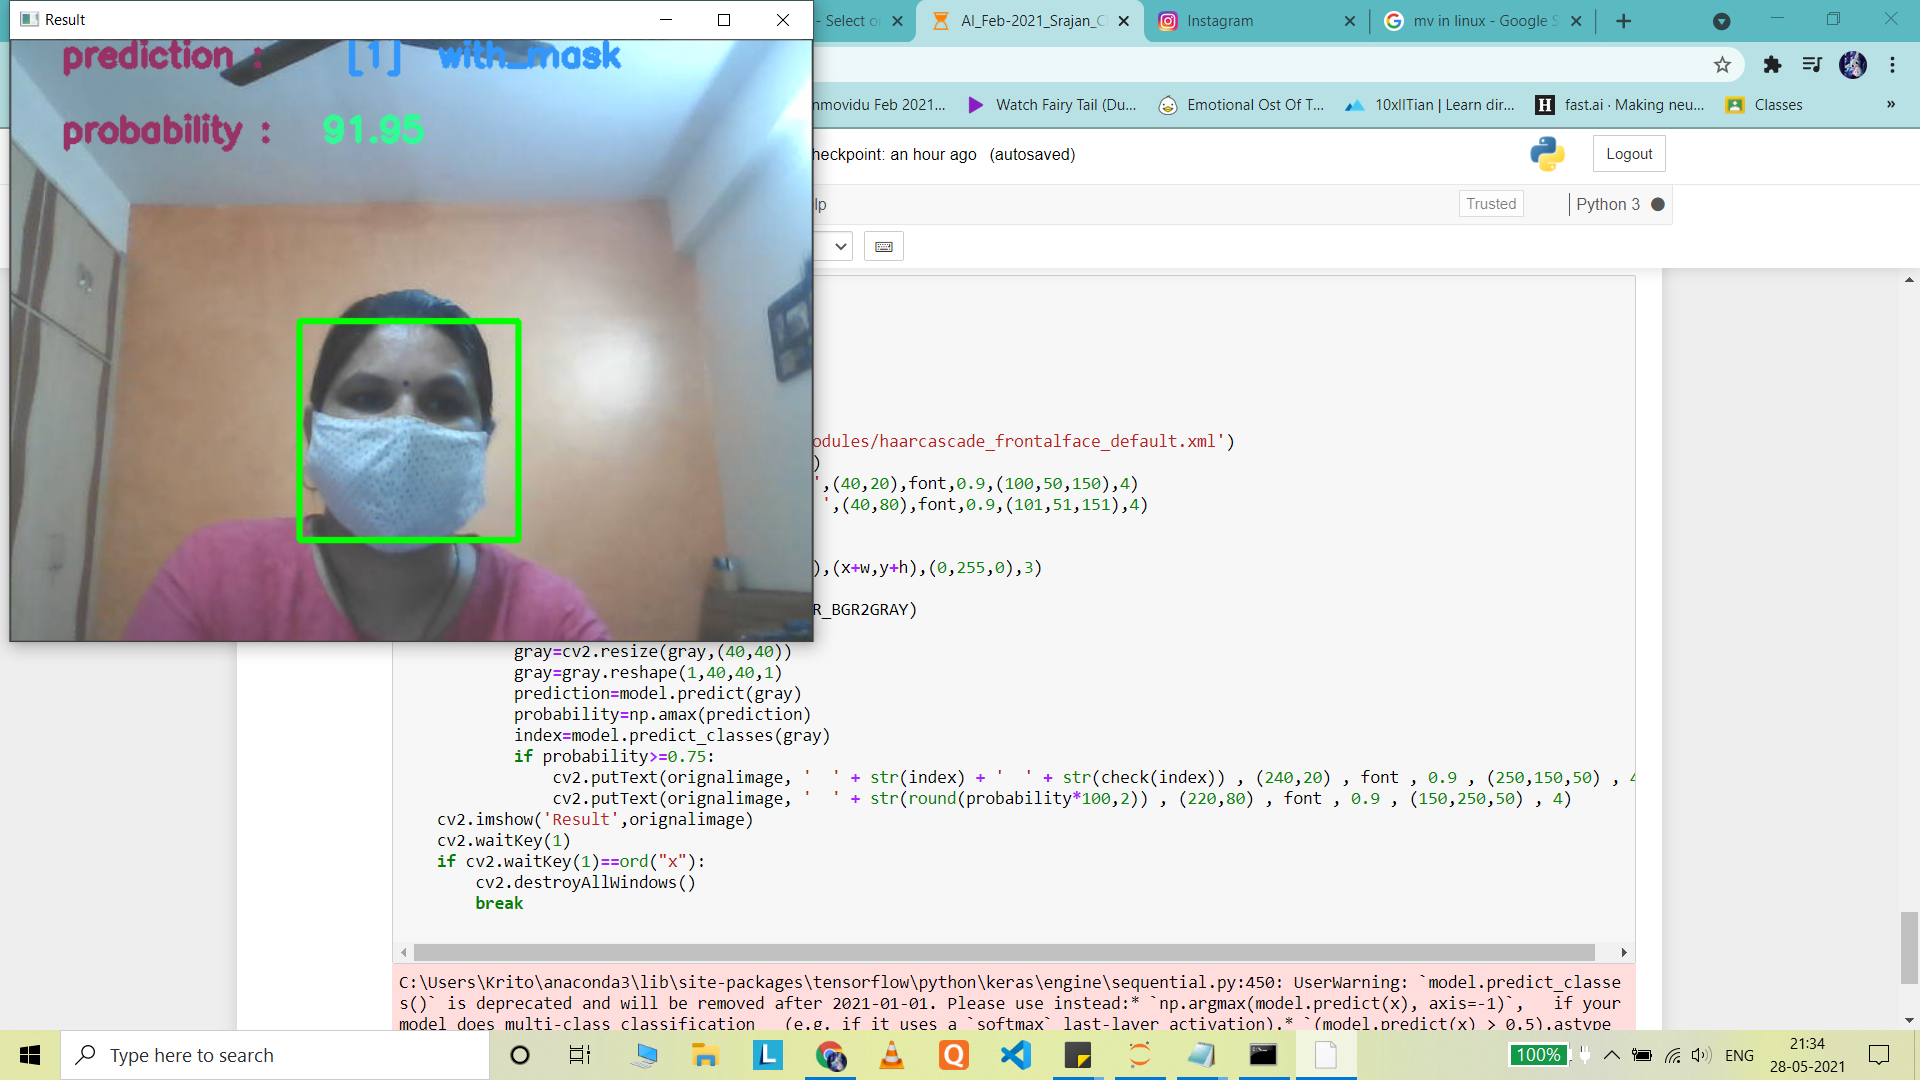 Result
- Select o
AI_Feb-2021_Srajan_C
Instagram
mv in linux - Google S
prediction : [1] with_mask
nmovidu Feb 2021...
Watch Fairy Tail (Du...
Emotional Ost Of T...
10xIITian | Learn dir...
H
fast.ai · Making neu...
Classes
»
probability : 91.95
heckpoint: an hour ago (autosaved)
Logout
lp
Trusted
Python 3
odules/haarcascade_frontalface_default.xml')
)
',(40,20),font,0.9,(100,50,150),4)
',(40,80),font,0.9,(101,51,151),4)
),(x+w,y+h),(0,255,0),3)
R_BGR2GRAY)
gray=cv2.resize(gray,(40,40))
gray=gray.reshape(1,40,40,1)
prediction=model.predict(gray)
probability=np.amax(prediction)
index=model.predict_classes(gray)
if probability>=0.75:
cv2.putText(orignalimage, '  ' + str(index) + '  ' + str(check(index)) , (240,20) , font , 0.9 , (250,150,50) , 4
cv2.putText(orignalimage, '  ' + str(round(probability*100,2)) , (220,80) , font , 0.9 , (150,250,50) , 4)
cv2.imshow('Result',orignalimage)
cv2.waitKey(1)
if cv2.waitKey(1)==ord("x"):
cv2.destroyAllWindows()
break
C:\Users\Krito\anaconda3\lib\site-packages\tensorflow\python\keras\engine\sequential.py:450: UserWarning: `model.predict_classe
s()` is deprecated and will be removed after 2021-01-01. Please use instead:* `np.argmax(model.predict(x), axis=-1)`,   if your
model does multi-class classification   (e.g. if it uses a `softmax` last-layer activation).* `(model.predict(x) > 0.5).astype
Type here to search
L
Q
100%
ENG
21:34
28-05-2021